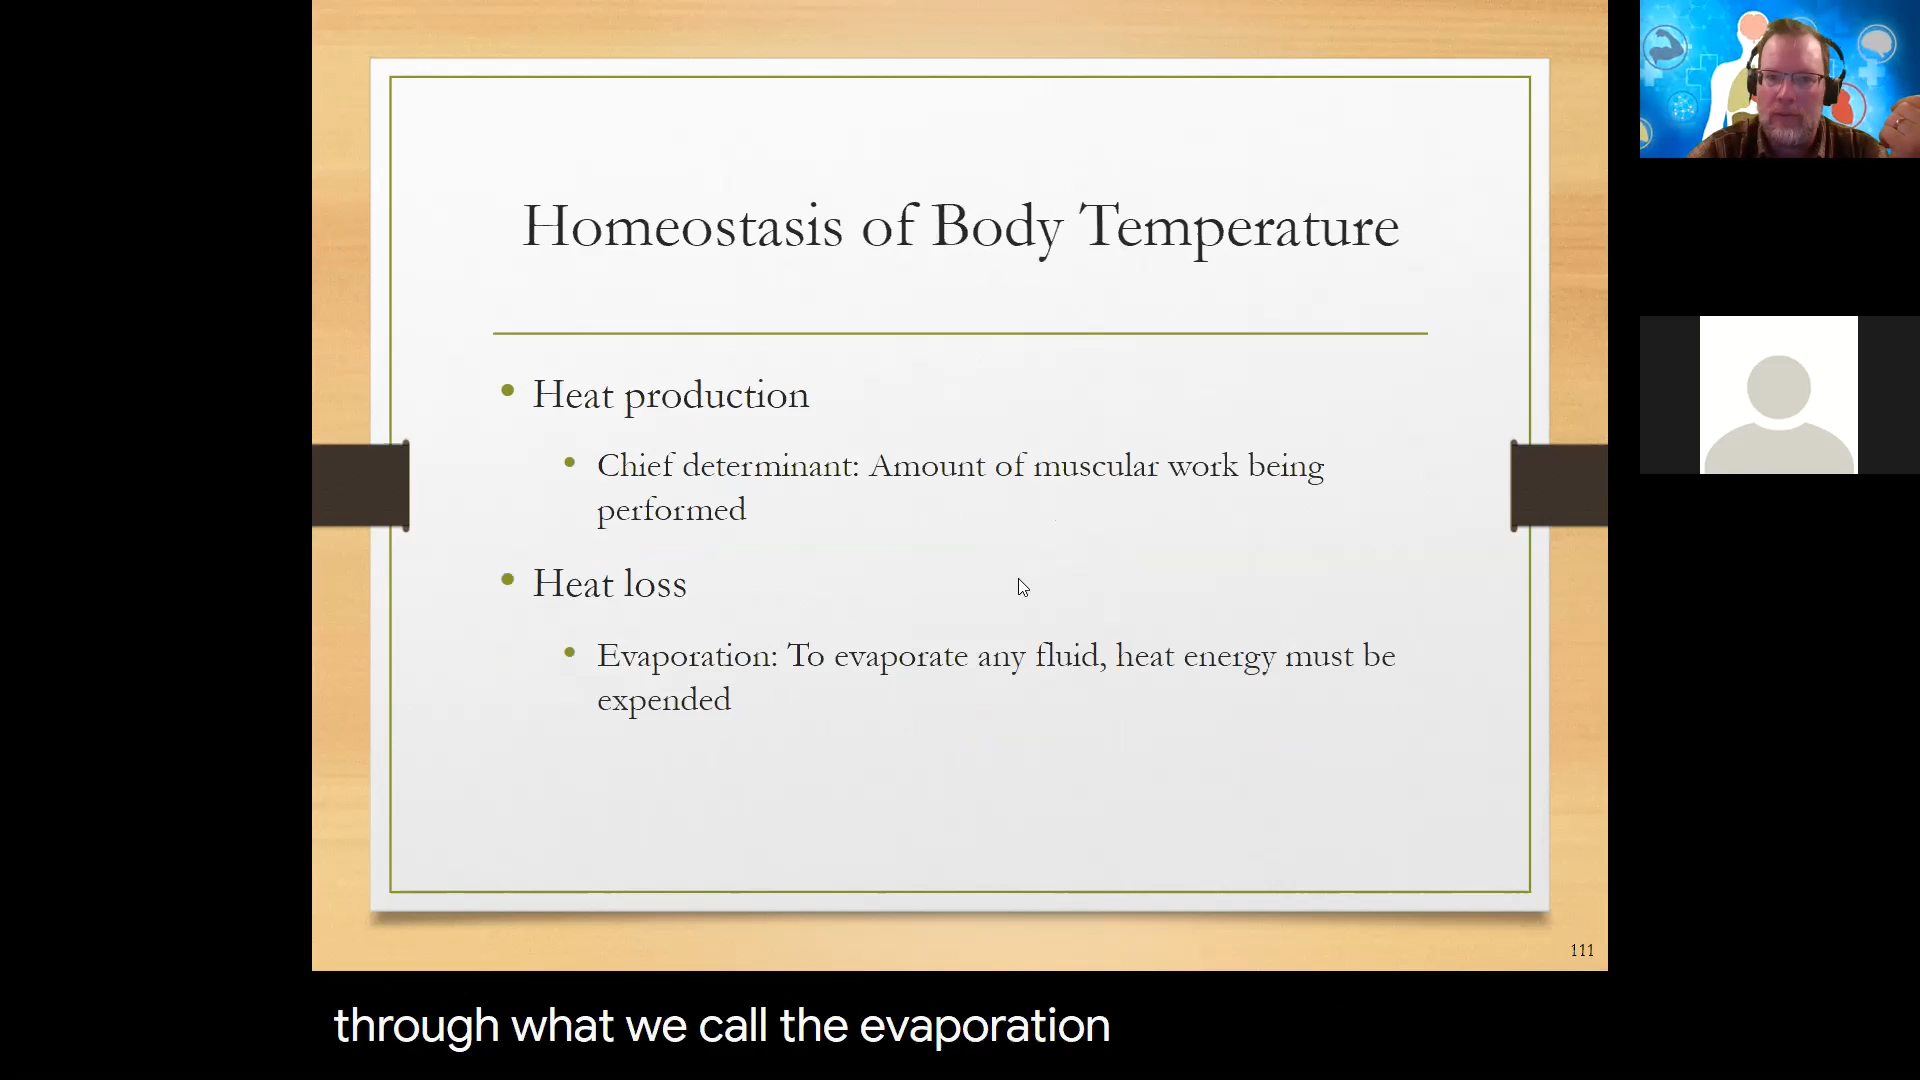 Homeostasis of Body Temperature
• Heat production
• Chief determinant: Amount of muscular work being
performed
• Heat loss
• Evaporation: To evaporate any fluid, heat energy must be
expended
111
through what we call the evaporation